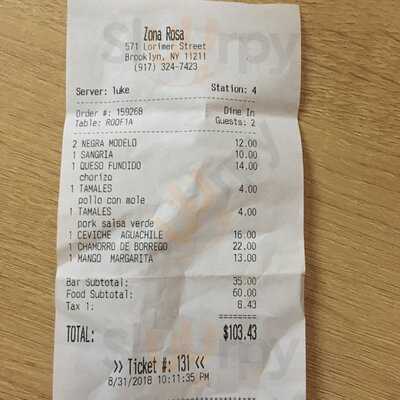 Zona Rosa
571 Lorimer Street
Brooklyn, NY 11211
(917) 324-7423
Server: luke Station: 4
Order #: 159268 Dine In
Table: ROOF1A Guests: 2
2 NEGRA MODELO 12.00
1 SANGRIA 10.00
1 QUESO FUNDIDO 14.00
chorizo
1 TAMALES 4.00
pollo con mole
1 TAMALES 4.00
pork salsa verde
1 CEVICHE AGUACHILE 16.00
1 CHAMORRO DE BORREGO 22.00
1 MANGO MARGARITA 13.00
Bar Subtotal: 35.00
Food Subtotal: 60.00
Tax 1: 8.43
========
TOTAL: $103.43
>> Ticket #: 131 <<
8/31/2018 10:11:35 PM